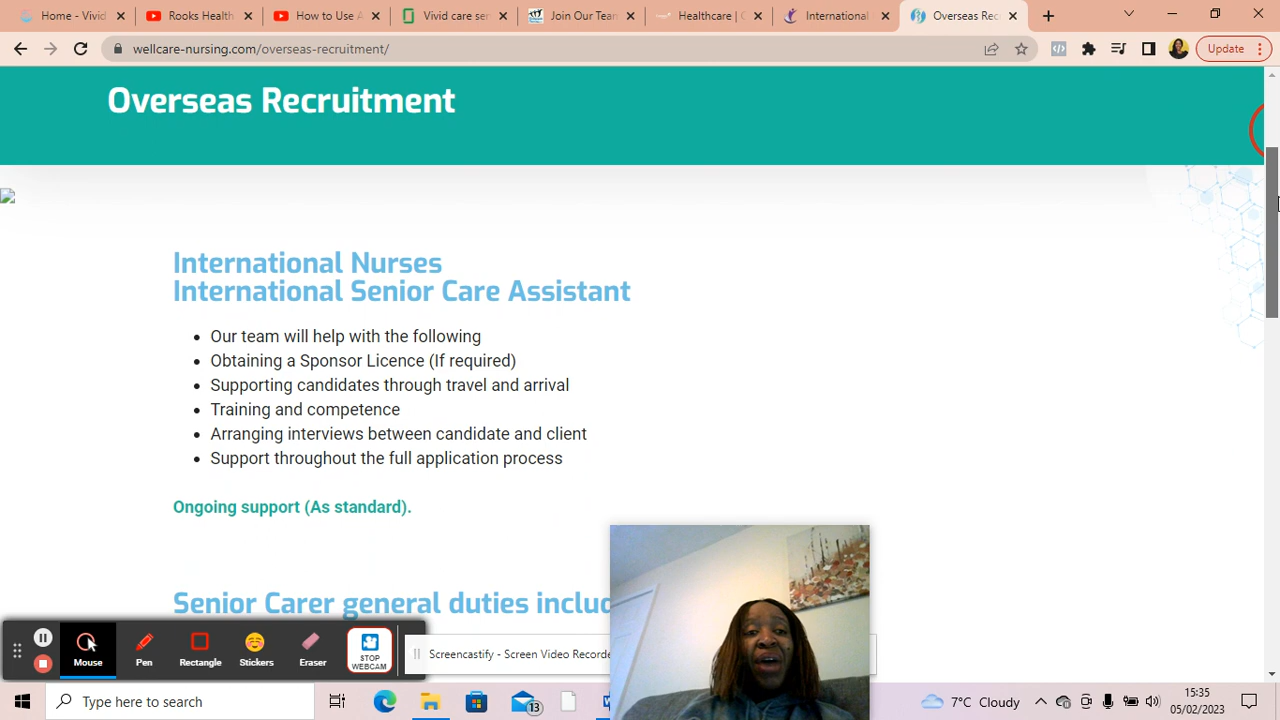 Home - Vivid
Rooks Health
How to Use A
Vivid care ser
Join Our Tea
Healthcare | C
International
Overseas Rec
wellcare-nursing.com/overseas-recruitment/
Update
Overseas Recruitment
International Nurses
International Senior Care Assistant
Our team will help with the following
Obtaining a Sponsor Licence (If required)
Supporting candidates through travel and arrival
Training and competence
Arranging interviews between candidate and client
Support throughout the full application process
Ongoing support (As standard).
Senior Carer general duties includ
Mouse
Pen
Rectangle
Stickers
Eraser
STOP
WEBCAM
Screencastify - Screen Video Recorde
Type here to search
13
7°C Cloudy
15:35
05/02/2023